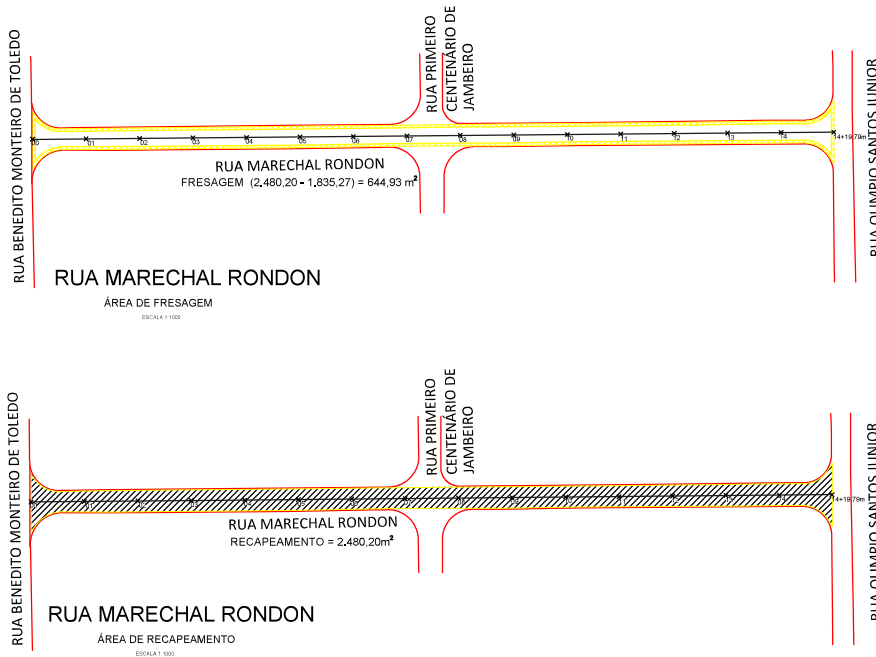 RUA BENEDITO MONTEIRO DE TOLEDO
RUA PRIMEIRO
CENTENÁRIO DE
JAMBEIRO
RUA OLIMPIO SANTOS JUNIOR
00
01
02
03
04
05
06
07
08
09
10
11
12
13
14
14+19,79m
RUA MARECHAL RONDON
FRESAGEM (2.480,20 - 1.835,27) = 644,93 m²
RUA MARECHAL RONDON
ÁREA DE FRESAGEM
ESCALA 1:1000
RUA BENEDITO MONTEIRO DE TOLEDO
RUA PRIMEIRO
CENTENÁRIO DE
JAMBEIRO
RUA OLIMPIO SANTOS JUNIOR
14+19,79m
RUA MARECHAL RONDON
RECAPEAMENTO = 2.480,20m²
RUA MARECHAL RONDON
ÁREA DE RECAPEAMENTO
ESCALA 1:1000